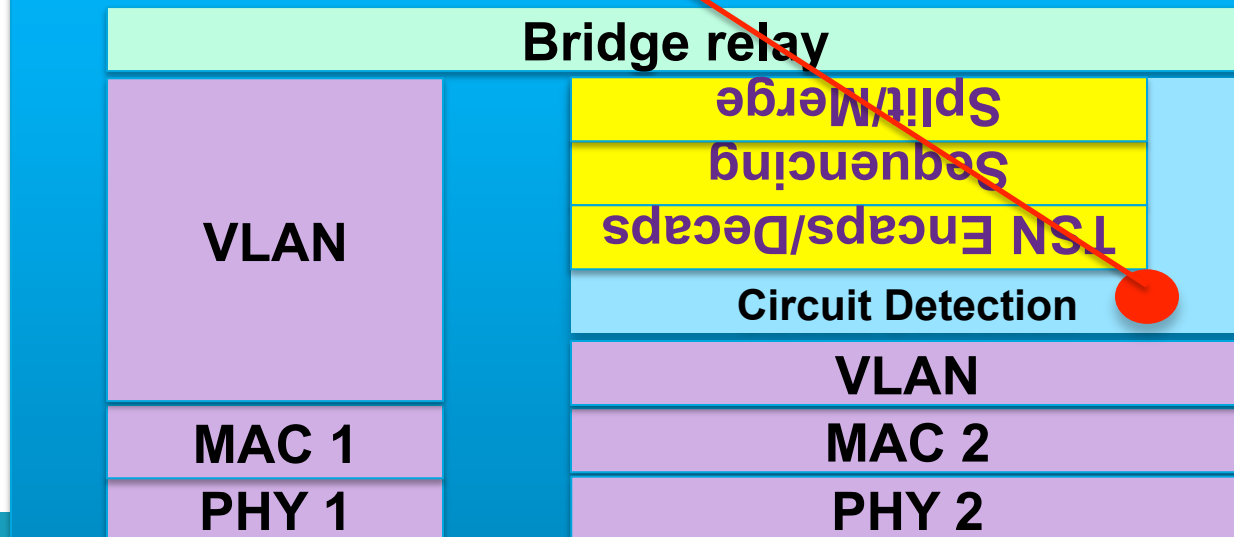 Bridge relay
Split/Merge
Sequencing
TSN Encaps/Decaps
VLAN
Circuit Detection
VLAN
MAC 1
MAC 2
PHY 1
PHY 2